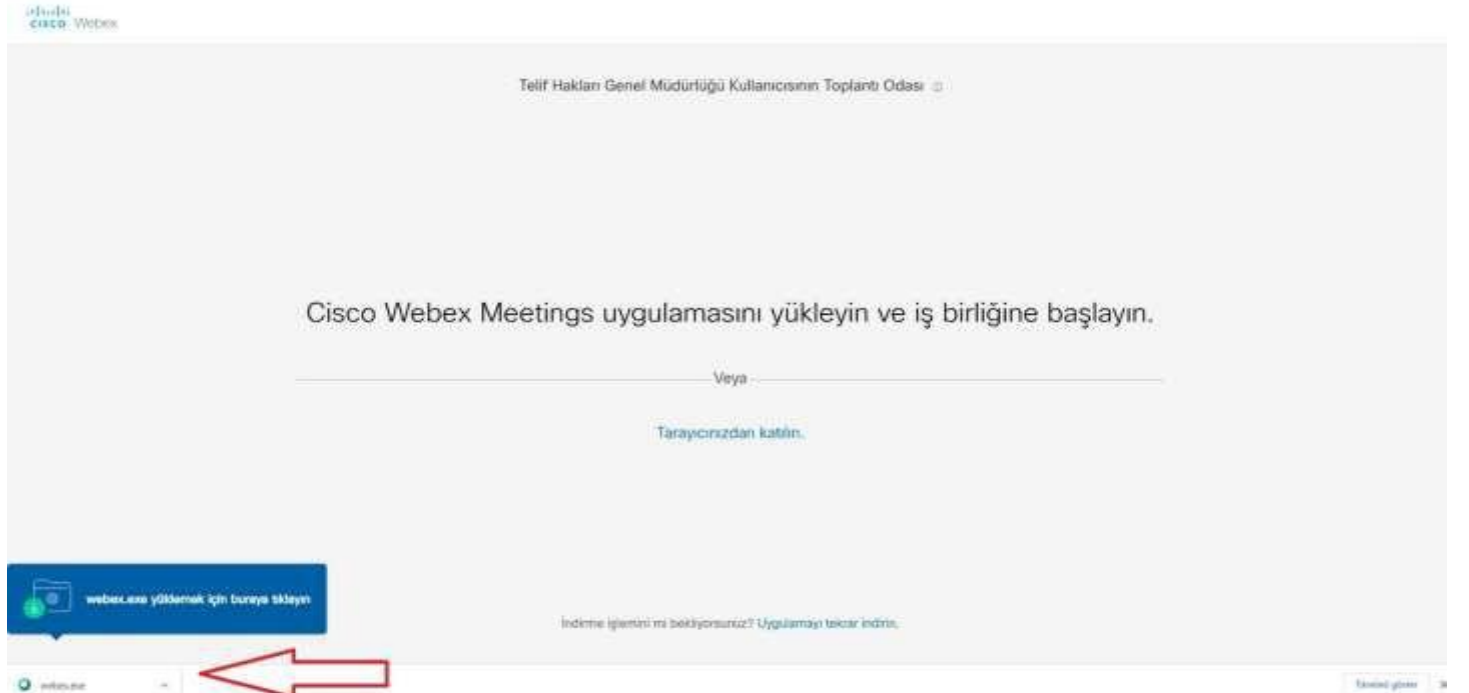 cisco Webex
Telif Hakları Genel Müdürlüğü Kullanıcısının Toplantı Odası
Cisco Webex Meetings uygulamasını yükleyin ve iş birliğine başlayın.
Veya
Tarayıcınızdan katılın.
webex.exe yüklemek için buraya tıklayın
İndirme işlemini mi bekliyorsunuz? Uygulamayı tekrar indirin.
webex.exe